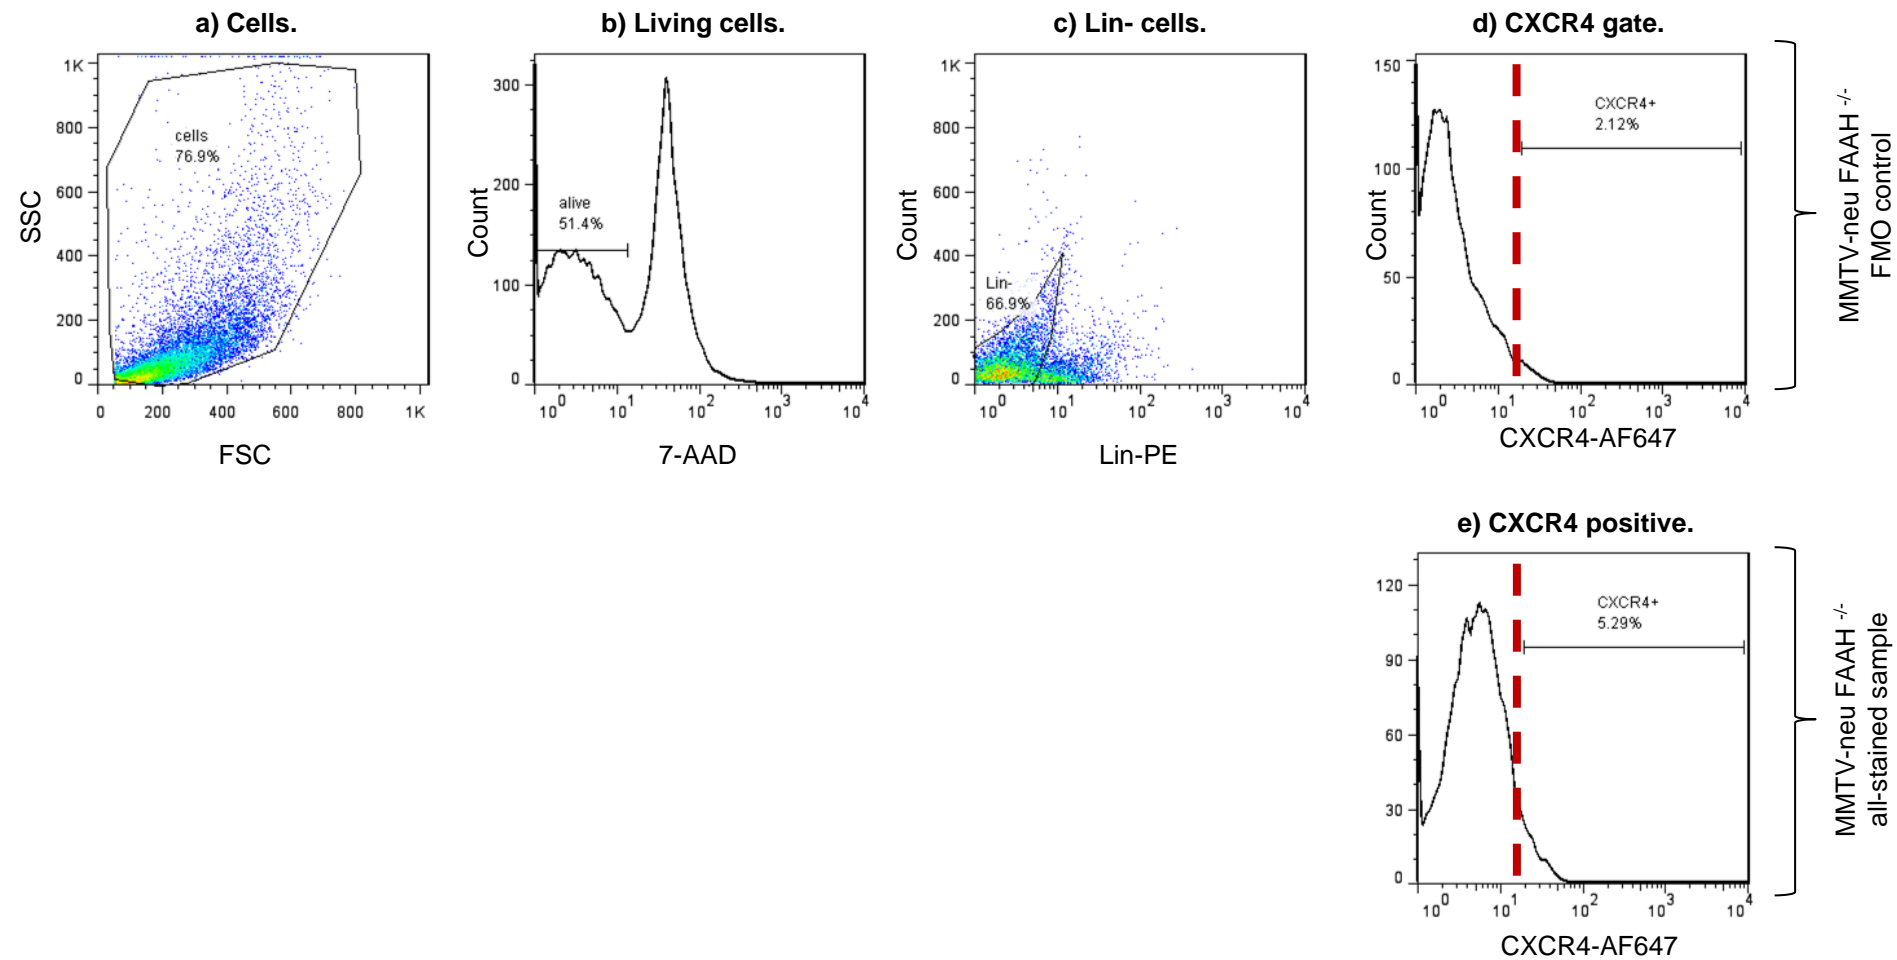 a) Cells.
1K
800
600
400
200
0
cells
76.9%
SSC
0 200 400 600 800 1K
FSC
b) Living cells.
300
200
100
0
alive
51.4%
Count
10^0 10^1 10^2 10^3 10^4
7-AAD
c) Lin- cells.
1K
800
600
400
200
0
Lin-
66.9%
Count
10^0 10^1 10^2 10^3 10^4
Lin-PE
d) CXCR4 gate.
150
100
50
0
CXCR4+
2.12%
Count
10^0 10^1 10^2 10^3 10^4
CXCR4-AF647
MMTV-neu FAAH -/-
FMO control
e) CXCR4 positive.
120
90
60
30
0
CXCR4+
5.29%
10^0 10^1 10^2 10^3 10^4
CXCR4-AF647
MMTV-neu FAAH -/-
all-stained sample